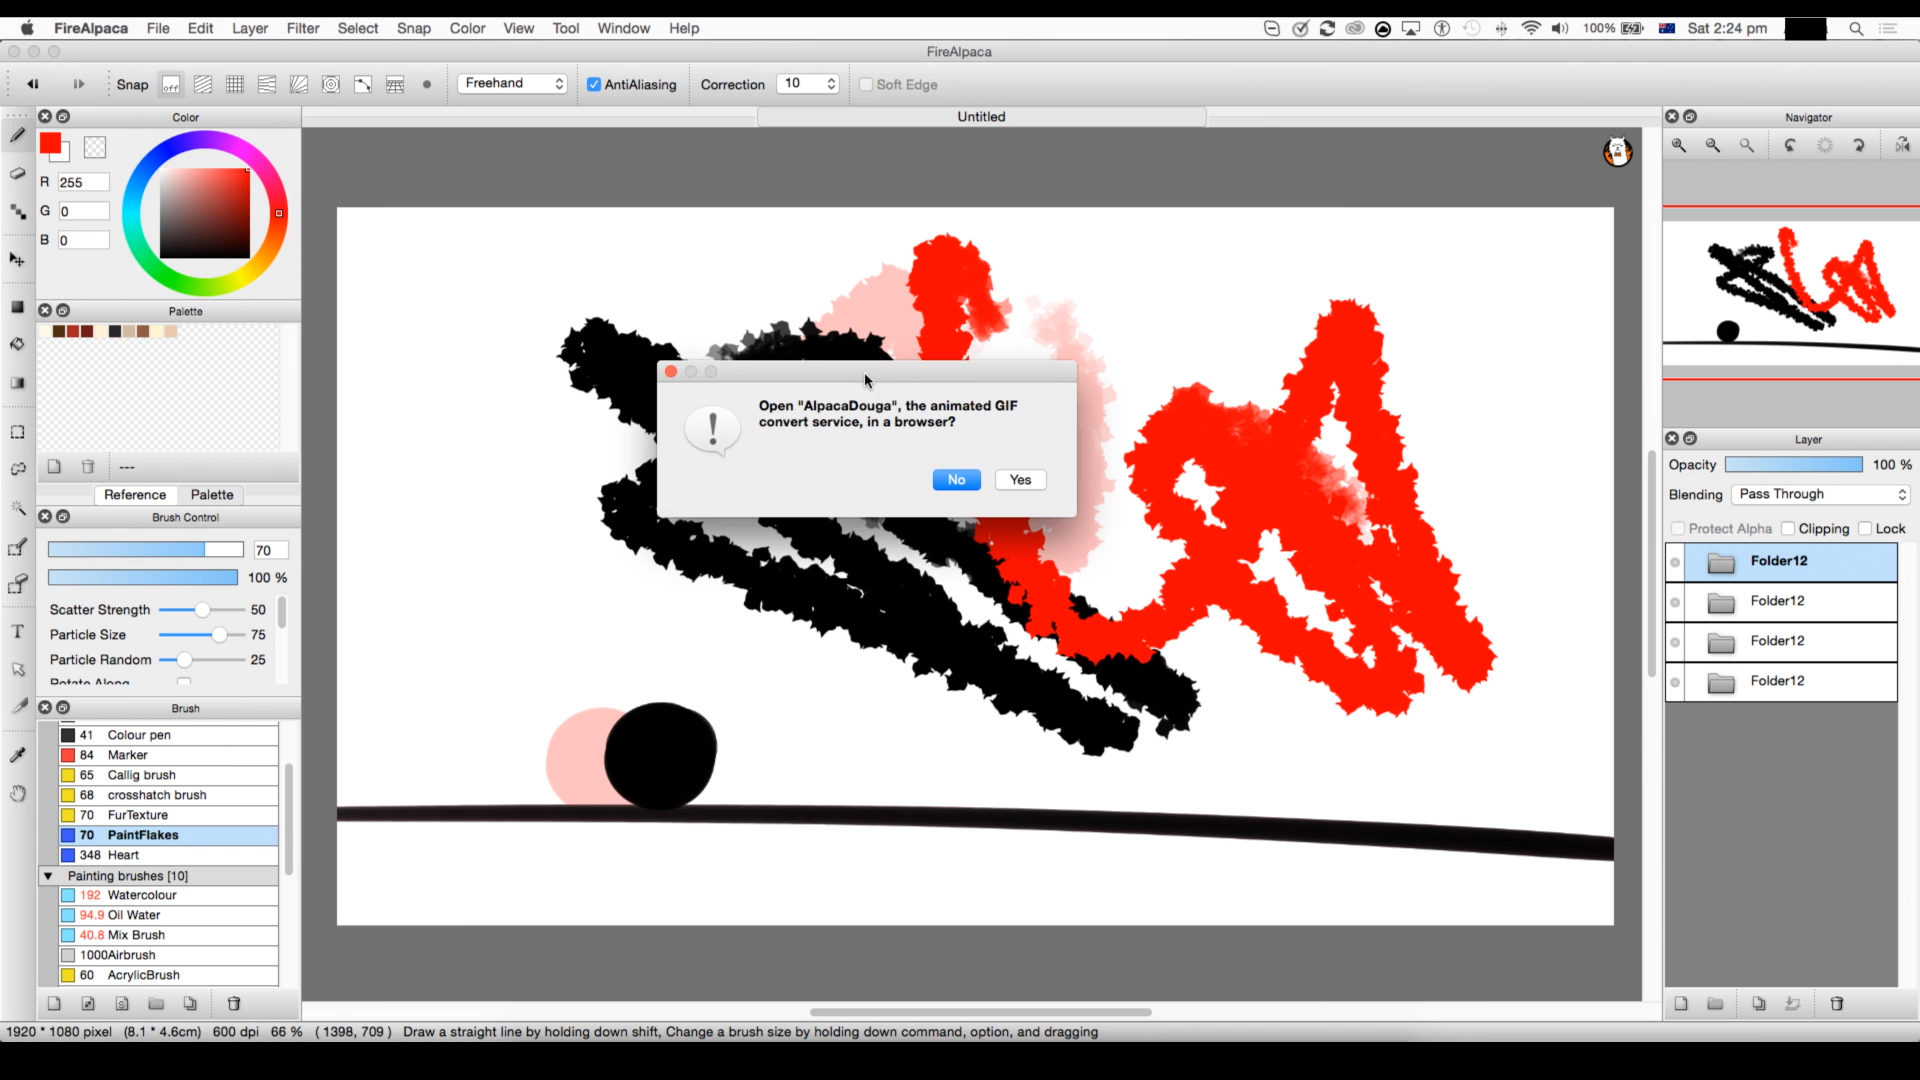 FireAlpaca File Edit Layer Filter Select Snap Color View Tool Window Help 100% Sat 2:24 pm
FireAlpaca
Snap off Freehand AntiAliasing Correction 10 Soft Edge
Color
Untitled
Navigator
R 255
G 0
B 0
Palette
---
Reference Palette
Brush Control
70
100 %
Scatter Strength 50
Particle Size 75
Particle Random 25
Rotate Along
Brush
41 Colour pen
84 Marker
65 Callig brush
68 crosshatch brush
70 FurTexture
70 PaintFlakes
348 Heart
Painting brushes [10]
192 Watercolour
94.9 Oil Water
40.8 Mix Brush
1000Airbrush
60 AcrylicBrush
Open "AlpacaDouga", the animated GIF
convert service, in a browser?
No Yes
Layer
Opacity 100 %
Blending Pass Through
Protect Alpha Clipping Lock
Folder12
Folder12
Folder12
Folder12
1920 * 1080 pixel (8.1 * 4.6cm) 600 dpi 66 % ( 1398, 709 ) Draw a straight line by holding down shift, Change a brush size by holding down command, option, and dragging